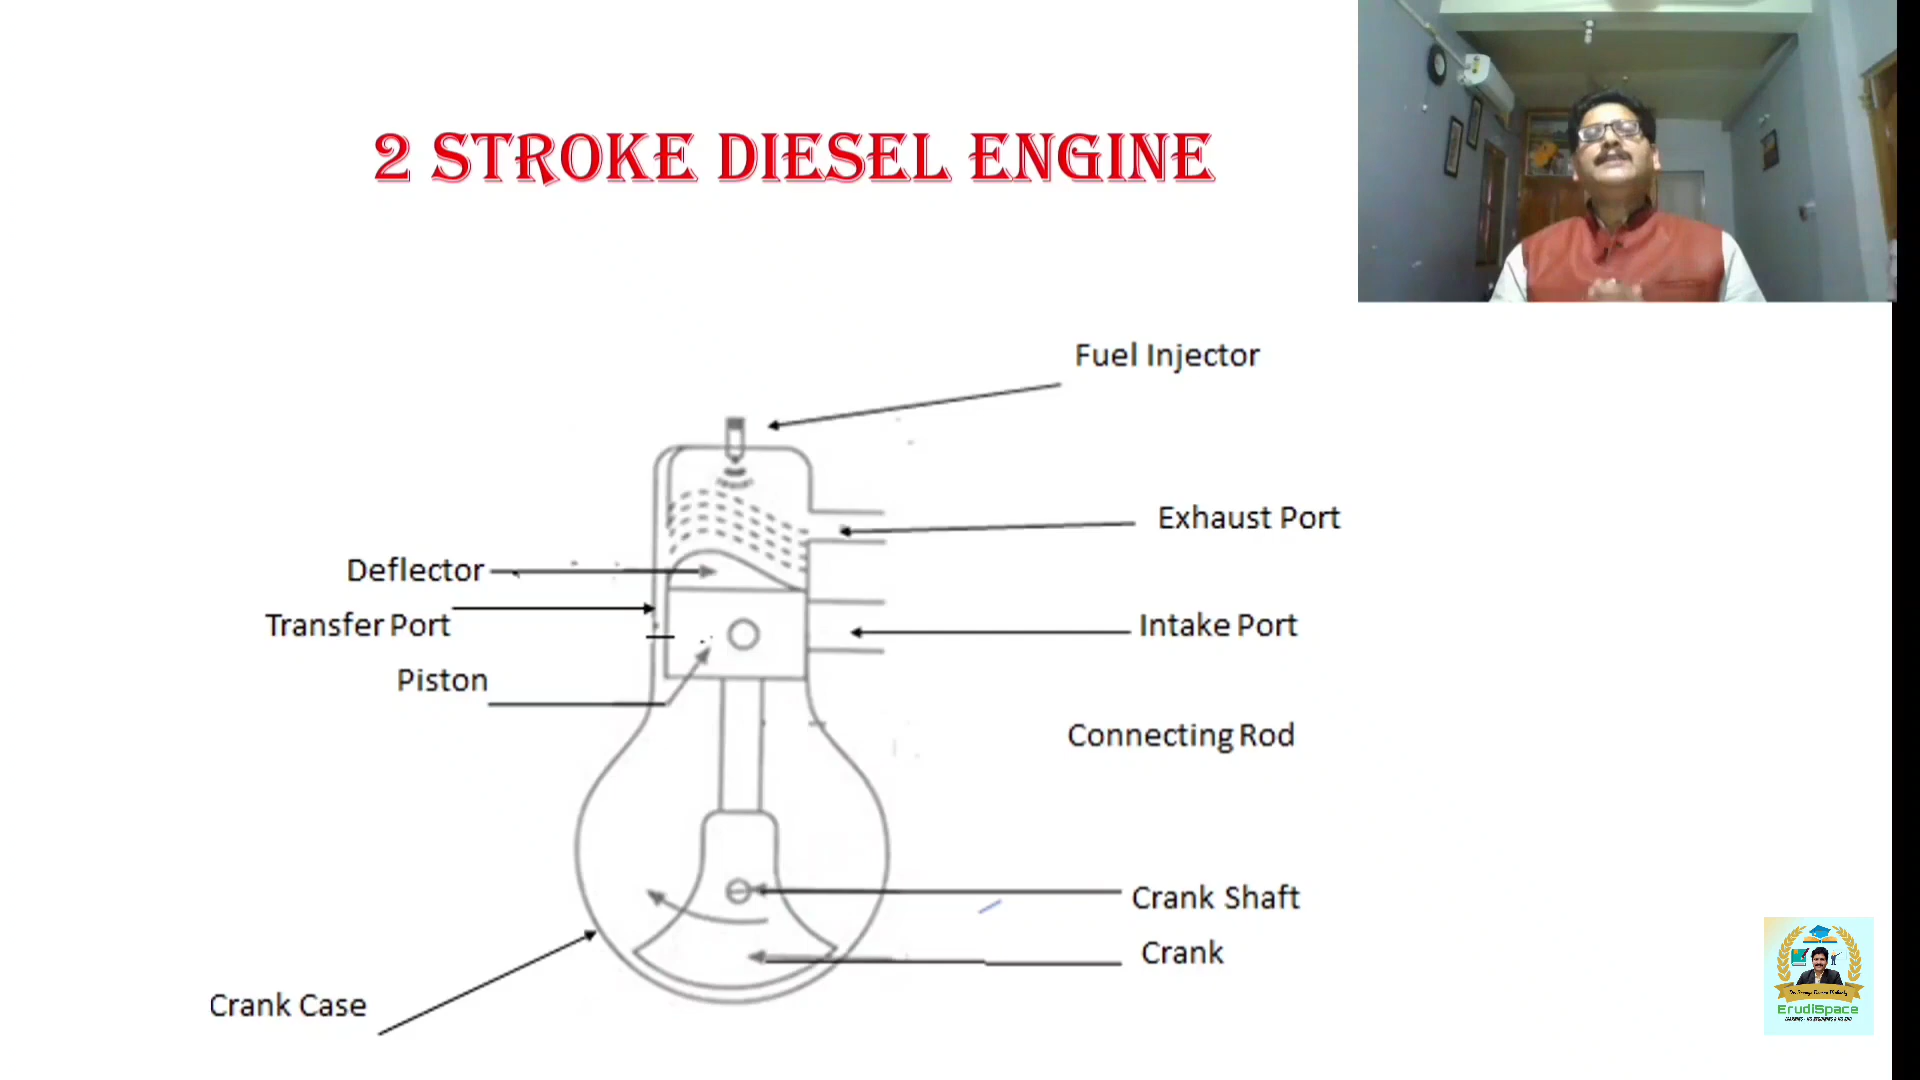 2 STROKE DIESEL ENGINE
Fuel Injector
Exhaust Port
Deflector
Transfer Port
Intake Port
Piston
Connecting Rod
Crank Shaft
Crank
Crank Case
ErudiSpace